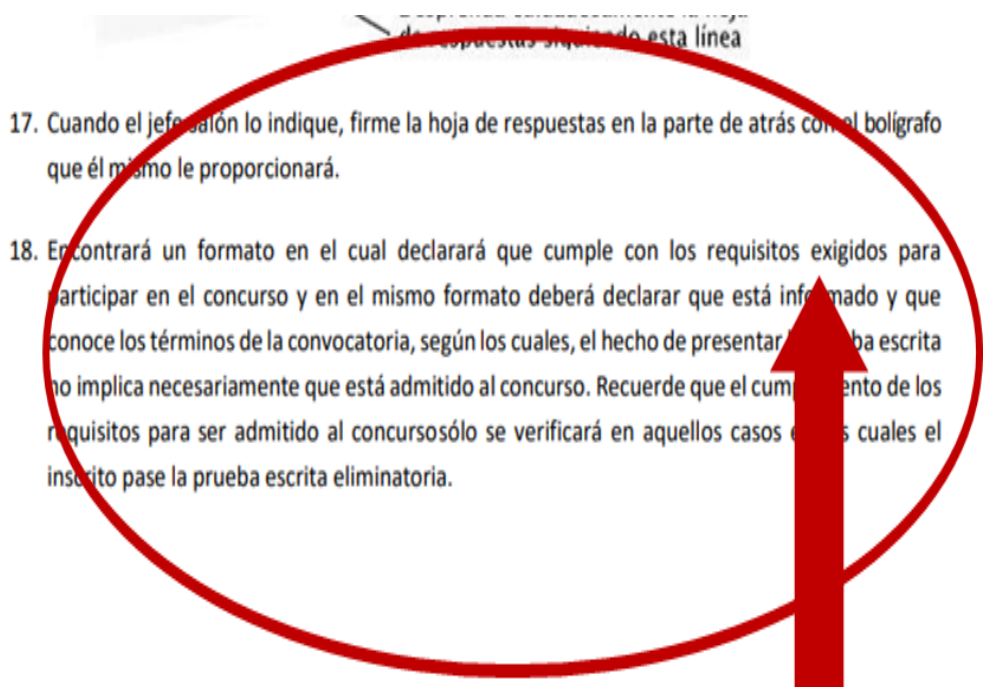 de respuestas siguiendo esta línea
17. Cuando el jefe salón lo indique, firme la hoja de respuestas en la parte de atrás con el bolígrafo
que él mismo le proporcionará.
18. Encontrará un formato en el cual declarará que cumple con los requisitos exigidos para
participar en el concurso y en el mismo formato deberá declarar que está informado y que
conoce los términos de la convocatoria, según los cuales, el hecho de presentar escrita
no implica necesariamente que está admitido al concurso. Recuerde que el cumplimiento de los
requisitos para ser admitido al concursosólo se verificará en aquellos casos cuales el
inscrito pase la prueba escrita eliminatoria.